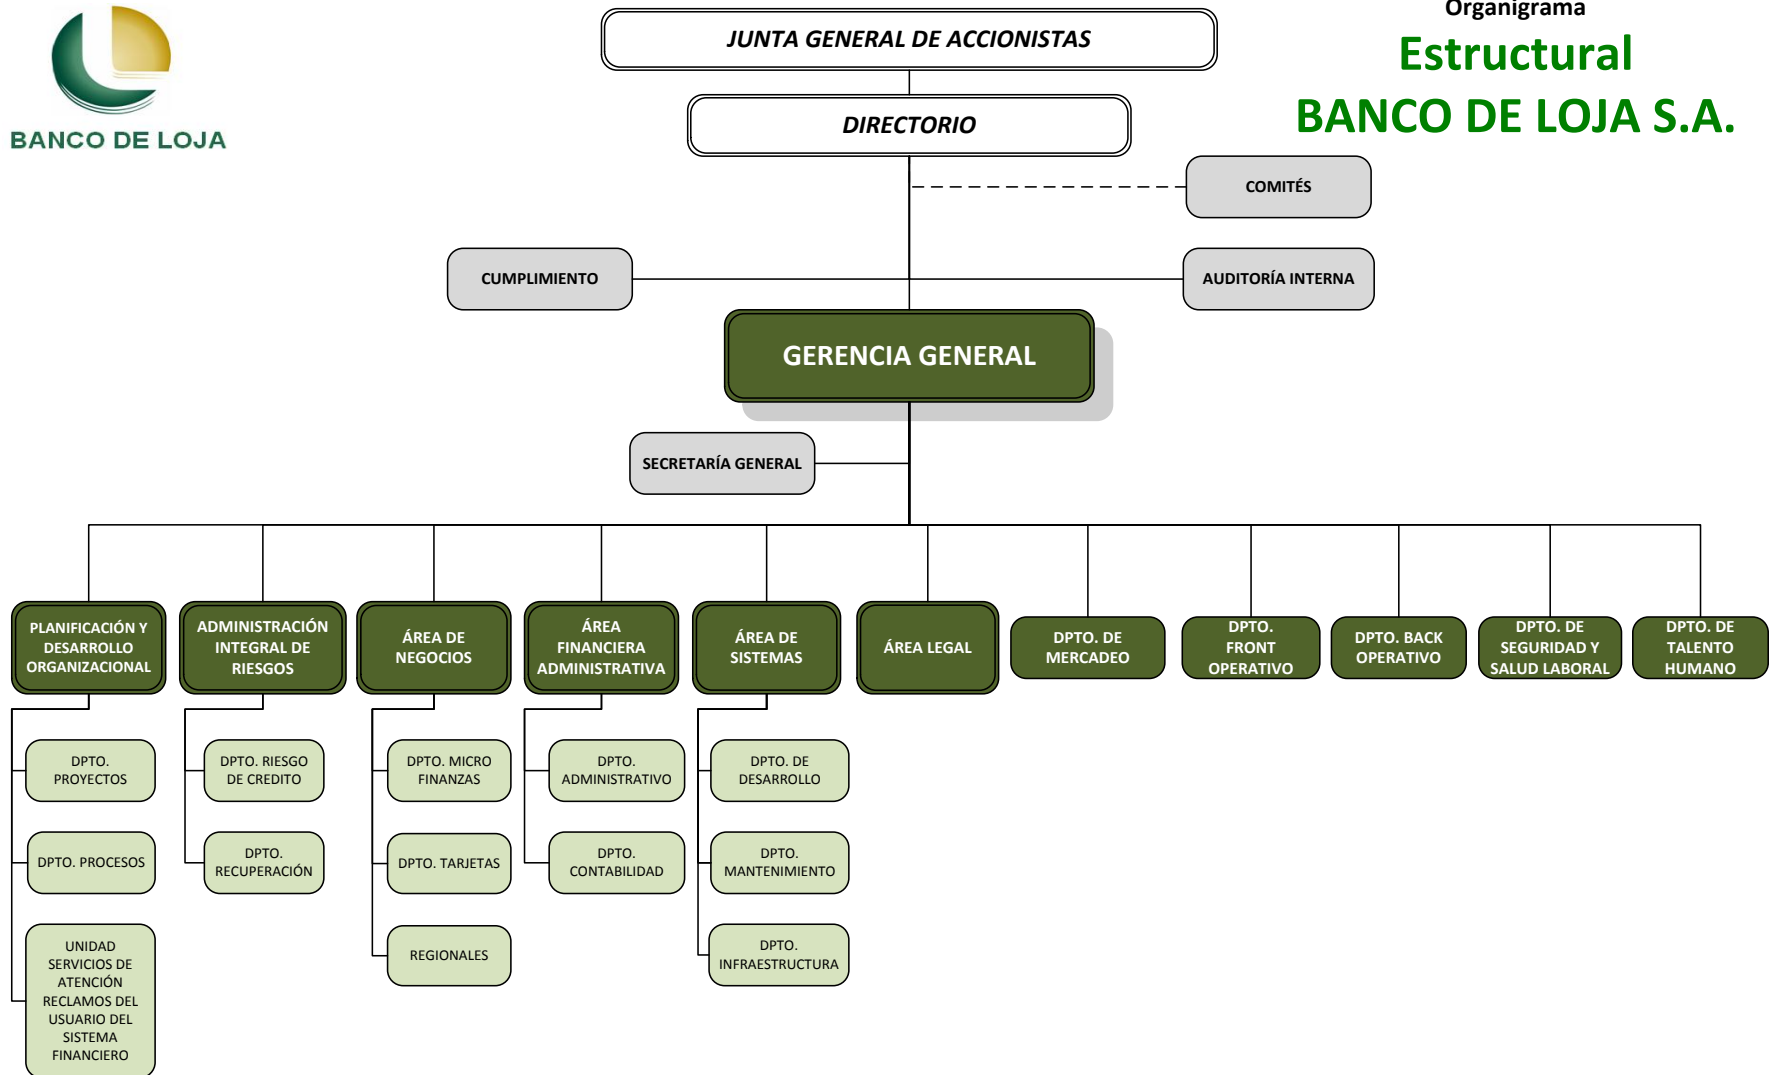 Organigrama
Estructural
BANCO DE LOJA S.A.
BANCO DE LOJA
JUNTA GENERAL DE ACCIONISTAS
DIRECTORIO
COMITÉS
CUMPLIMIENTO
AUDITORÍA INTERNA
GERENCIA GENERAL
SECRETARÍA GENERAL
PLANIFICACIÓN Y
DESARROLLO
ORGANIZACIONAL
ADMINISTRACIÓN
INTEGRAL DE
RIESGOS
ÁREA DE
NEGOCIOS
ÁREA
FINANCIERA
ADMINISTRATIVA
ÁREA DE
SISTEMAS
ÁREA LEGAL
DPTO. DE
MERCADEO
DPTO.
FRONT
OPERATIVO
DPTO. BACK
OPERATIVO
DPTO. DE
SEGURIDAD Y
SALUD LABORAL
DPTO. DE
TALENTO
HUMANO
DPTO.
PROYECTOS
DPTO. PROCESOS
UNIDAD
SERVICIOS DE
ATENCIÓN
RECLAMOS DEL
USUARIO DEL
SISTEMA
FINANCIERO
DPTO. RIESGO
DE CREDITO
DPTO.
RECUPERACIÓN
DPTO. MICRO
FINANZAS
DPTO. TARJETAS
REGIONALES
DPTO.
ADMINISTRATIVO
DPTO.
CONTABILIDAD
DPTO. DE
DESARROLLO
DPTO.
MANTENIMIENTO
DPTO.
INFRAESTRUCTURA